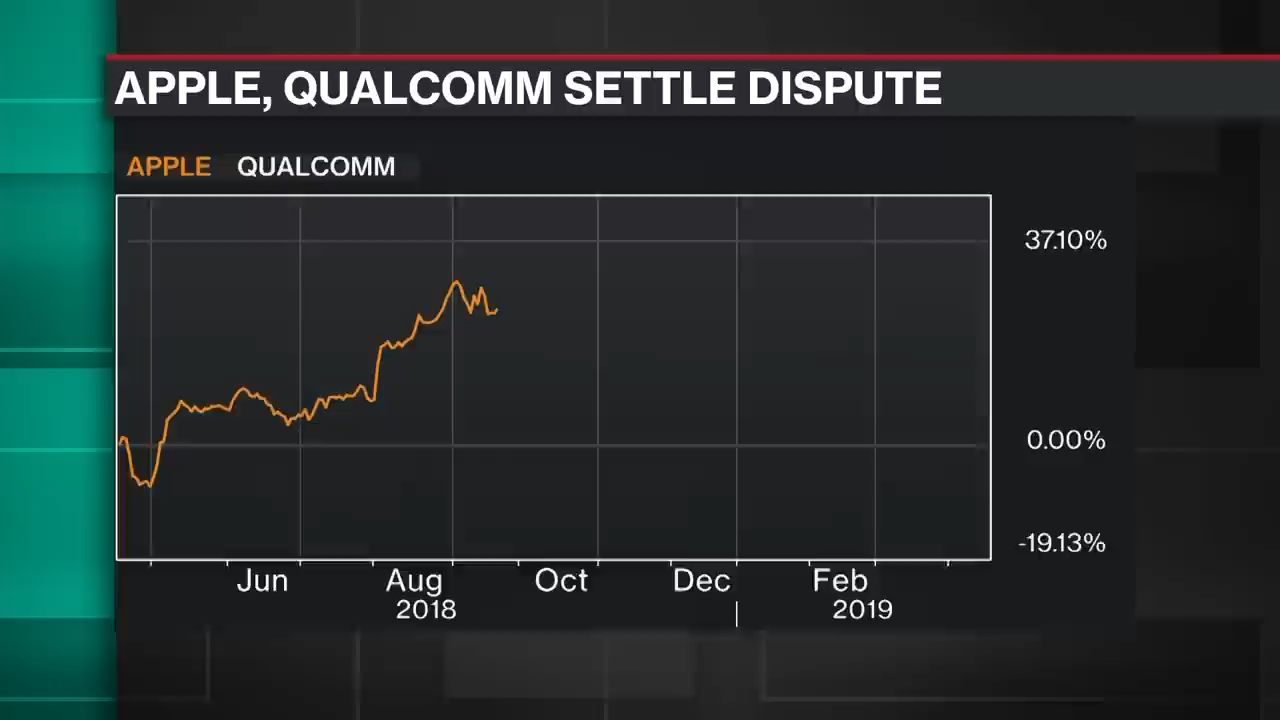 APPLE, QUALCOMM SETTLE DISPUTE
APPLE QUALCOMM
37.10%
0.00%
-19.13%
Jun Aug Oct Dec Feb
2018 2019